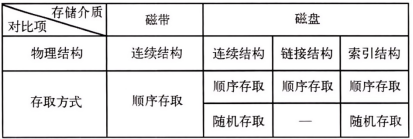 存储介质 磁带 磁盘
对比项
物理结构 连续结构 连续结构 链接结构 索引结构
存取方式 顺序存取 顺序存取 顺序存取 顺序存取
随机存取 — 随机存取